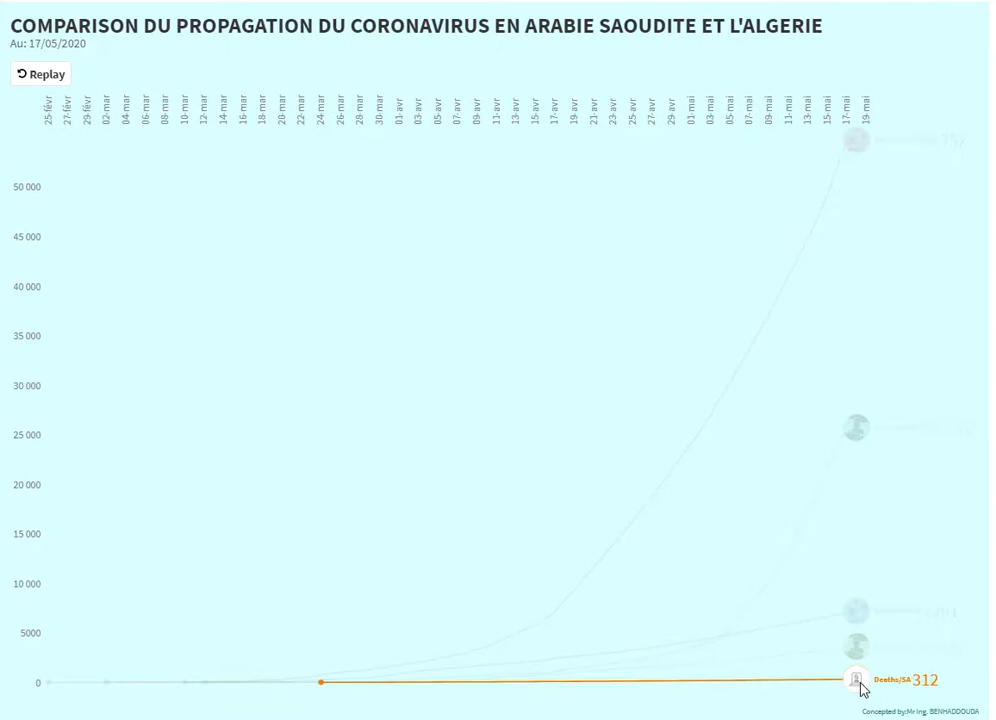 COMPARISON DU PROPAGATION DU CORONAVIRUS EN ARABIE SAOUDITE ET L'ALGERIE
Au: 17/05/2020
Replay
25-févr 27-févr 29-févr 02-mar 04-mar 06-mar 08-mar 10-mar 12-mar 14-mar 16-mar 18-mar 20-mar 22-mar 24-mar 26-mar 28-mar 30-mar 01-avr 03-avr 05-avr 07-avr 09-avr 11-avr 13-avr 15-avr 17-avr 19-avr 21-avr 23-avr 25-avr 27-avr 29-avr 01-mai 03-mai 05-mai 07-mai 09-mai 11-mai 13-mai 15-mai 17-mai 19-mai
50 000
45 000
40 000
35 000
30 000
25 000
20 000
15 000
10 000
5000
0
Deaths/SA 312
Concepted by:Mr Ing. BENHADDOUDA